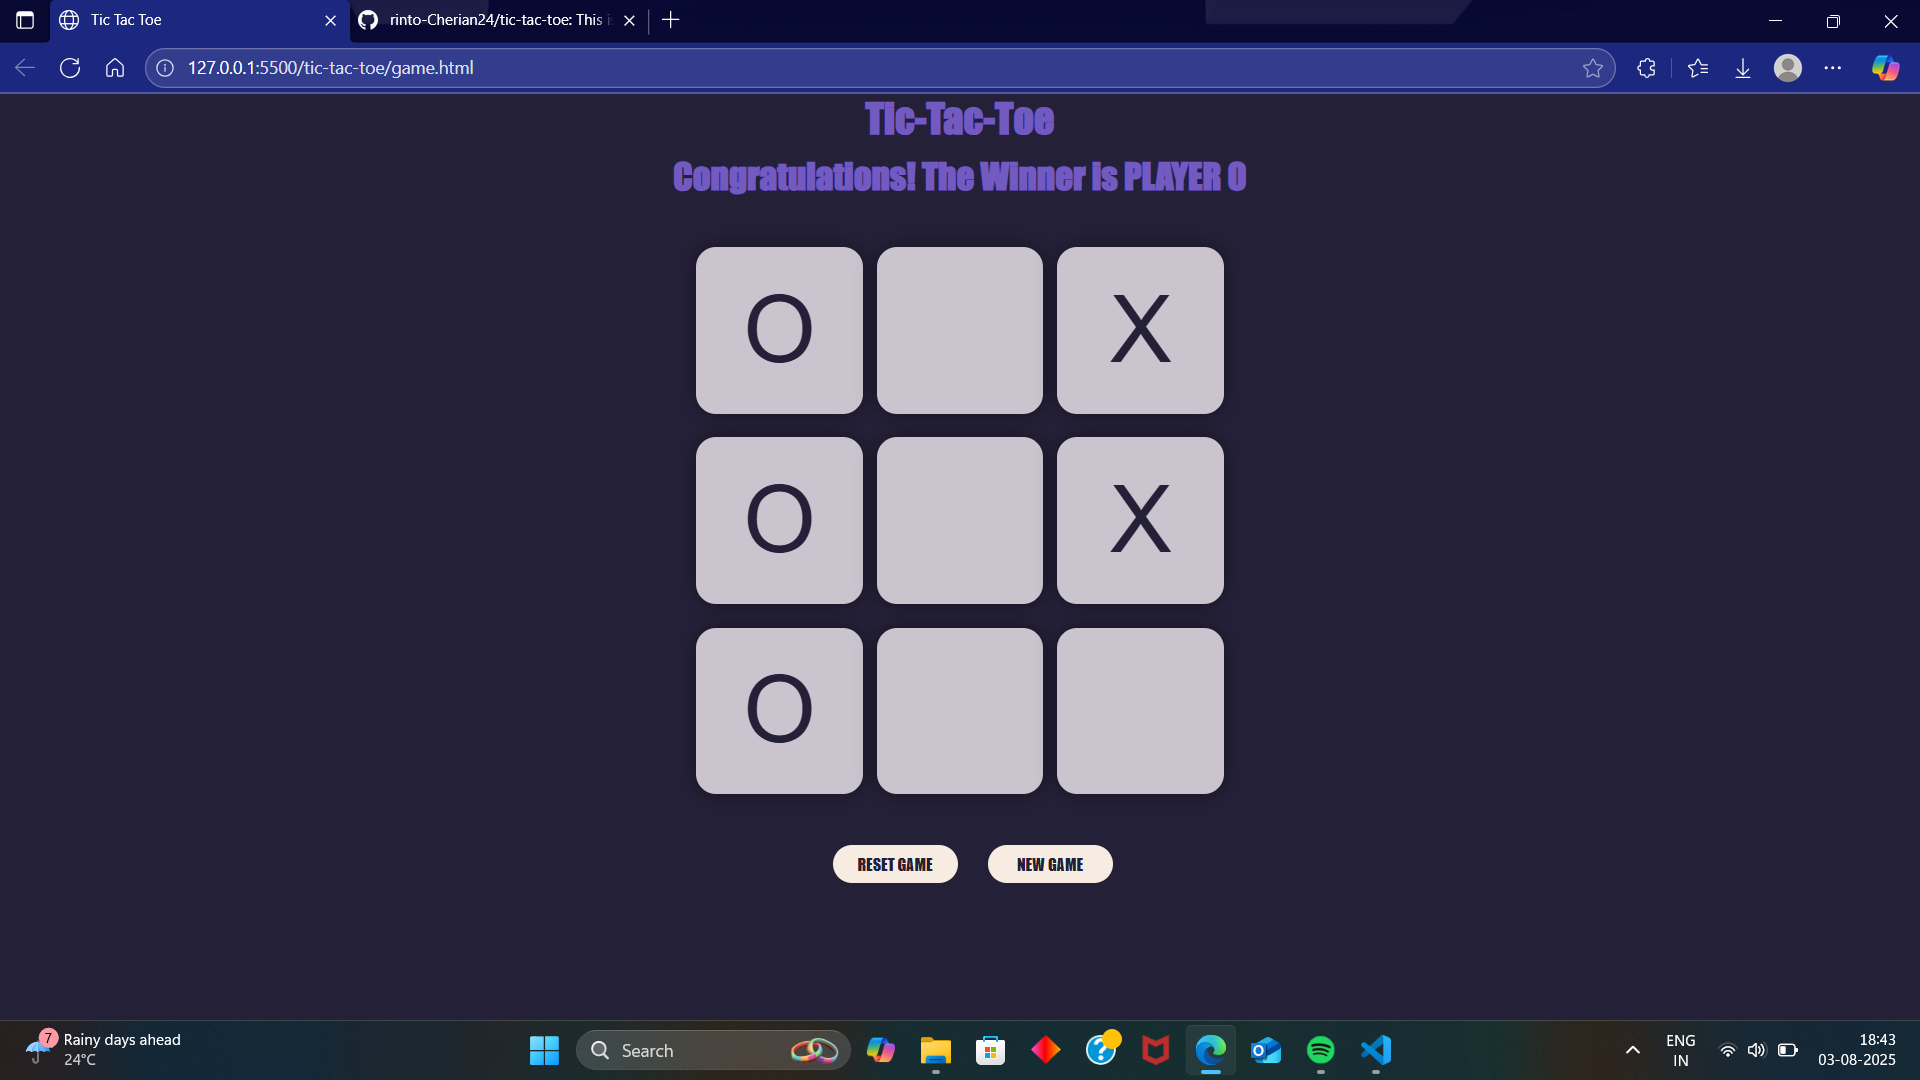 Tic Tac Toe
rinto-Cherian24/tic-tac-toe: This i
127.0.0.1:5500/tic-tac-toe/game.html
Tic-Tac-Toe
Congratulations! The Winner is PLAYER O
O X
O X
O
RESET GAME NEW GAME
7 Rainy days ahead
24°C
Search
ENG
IN
18:43
03-08-2025